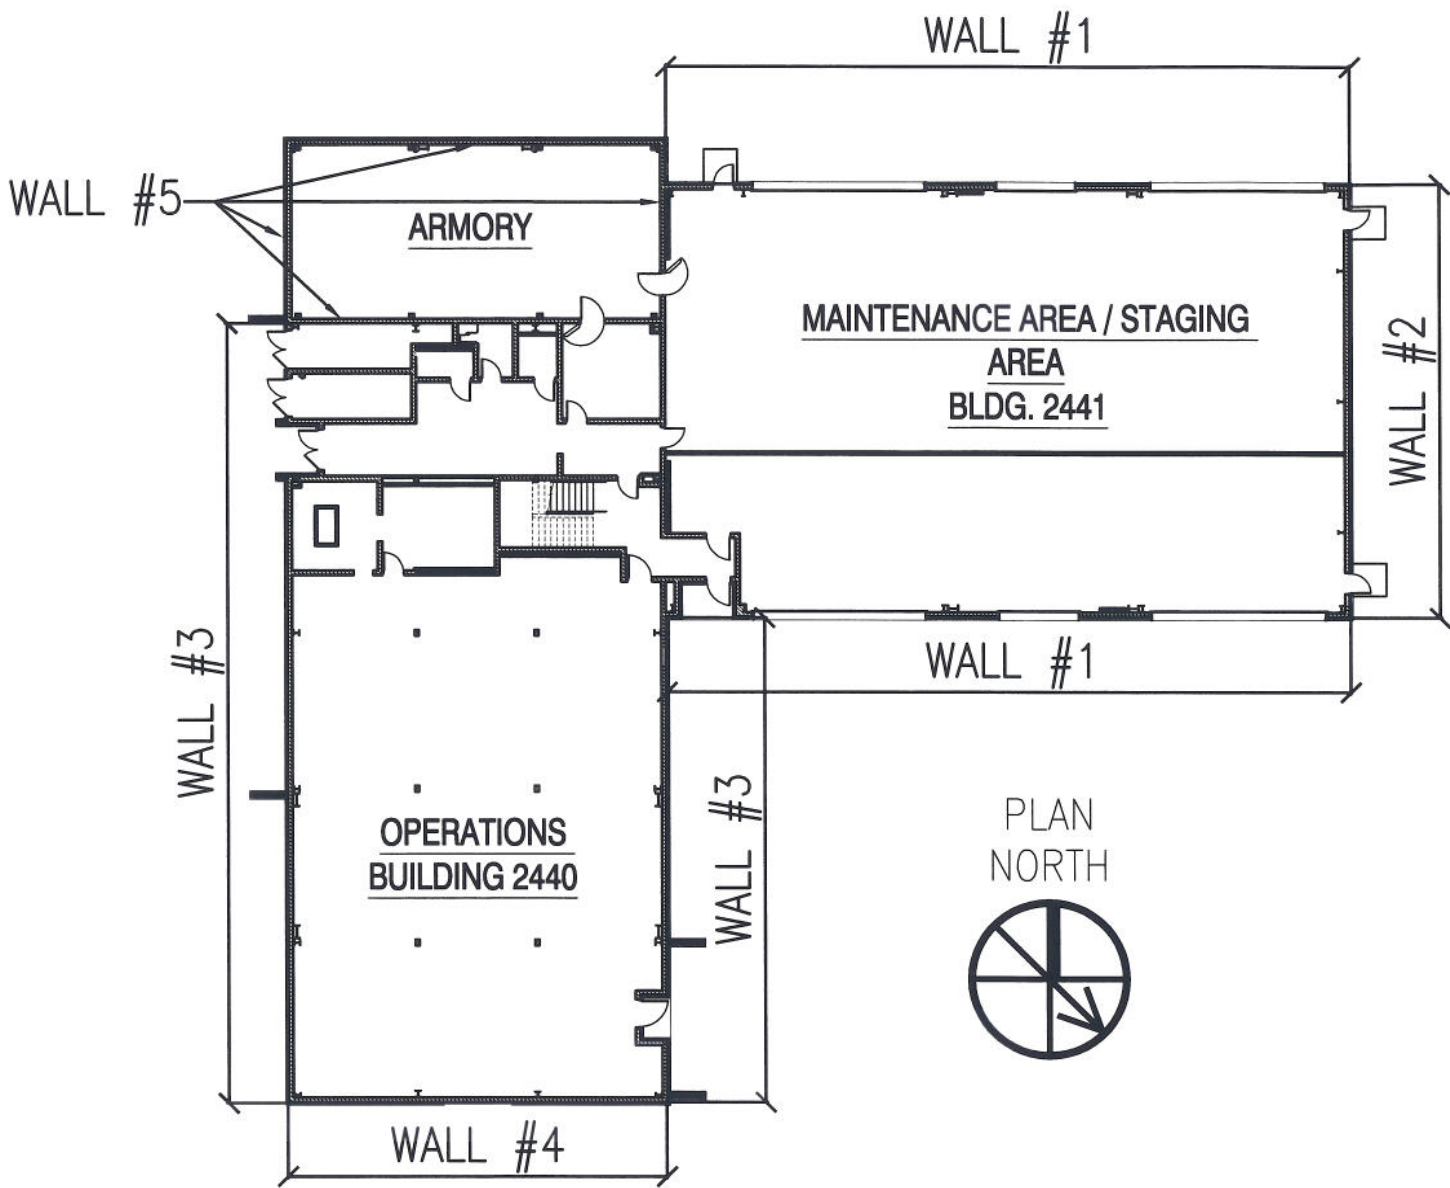 WALL #1
WALL #5
ARMORY
MAINTENANCE AREA / STAGING
AREA
BLDG. 2441
WALL #2
WALL #3
WALL #1
WALL #3
OPERATIONS
BUILDING 2440
PLAN
NORTH
WALL #4